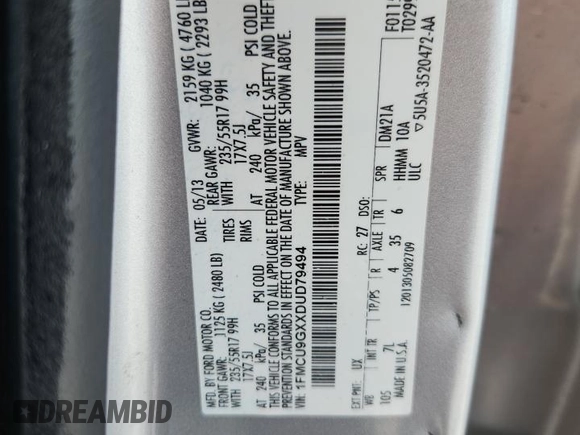 MFD. BY FORD MOTOR CO.
DATE: 05/13 GVWR: 2159 KG ( 4760 L
FRONT GAWR: 1125 KG ( 2480 LB) REAR GAWR: 1040 KG ( 2293 LB
WITH 235/55R17 99H TIRES WITH 235/55R17 99H
17X7.5J RIMS 17X7.5J
AT 240 kPa/ 35 PSI COLD AT 240 kPa/ 35 PSI COLD
THIS VEHICLE CONFORMS TO ALL APPLICABLE FEDERAL MOTOR VEHICLE SAFETY AND THEFT
PREVENTION STANDARDS IN EFFECT ON THE DATE OF MANUFACTURE SHOWN ABOVE.
VIN: 1FMCU9GXXDUD79494
TYPE: MPV
F0115
T0299
EXT PNT: UX RC: 27 DSO:
WB INT TR TP/PS R AXLE TR SPR DM21A
105 7L 4 35 6 HHMM 10A
MADE IN U.S.A. ULC
1201305082709
▽5U5A-3520472-AA
DREAMBID